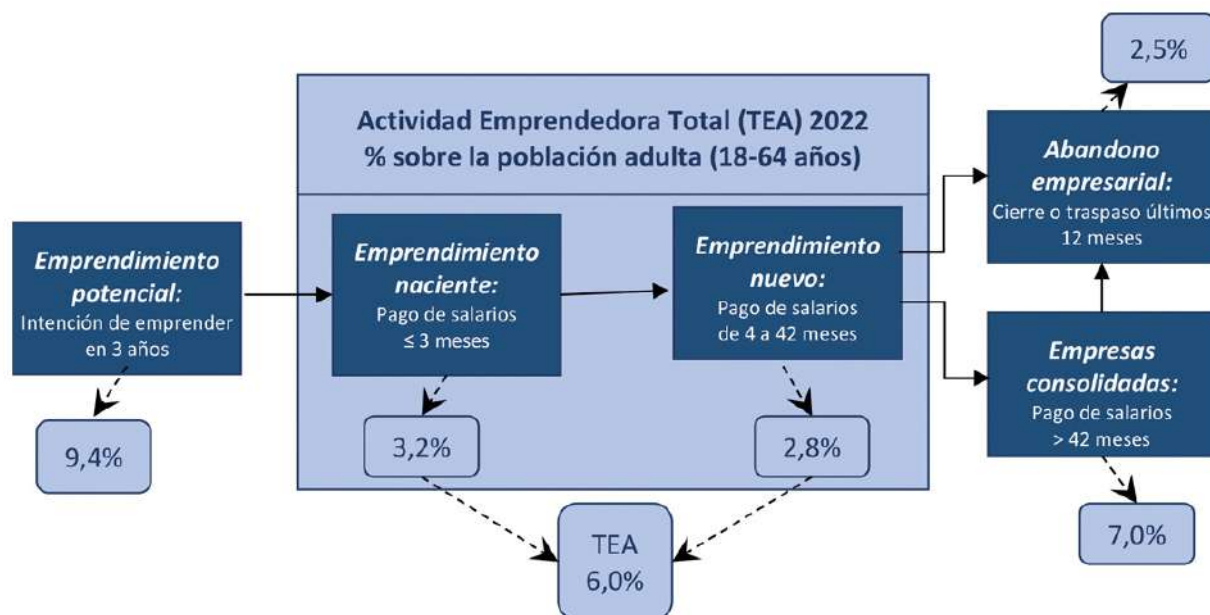 2,5%
Actividad Emprendedora Total (TEA) 2022
% sobre la población adulta (18-64 años)
Abandono
empresarial:
Cierre o traspaso últimos
12 meses
Emprendimiento
potencial:
Intención de emprender
en 3 años
Emprendimiento
naciente:
Pago de salarios
≤ 3 meses
Emprendimiento
nuevo:
Pago de salarios
de 4 a 42 meses
Empresas
consolidadas:
Pago de salarios
> 42 meses
9,4%
3,2%
2,8%
7,0%
TEA
6,0%